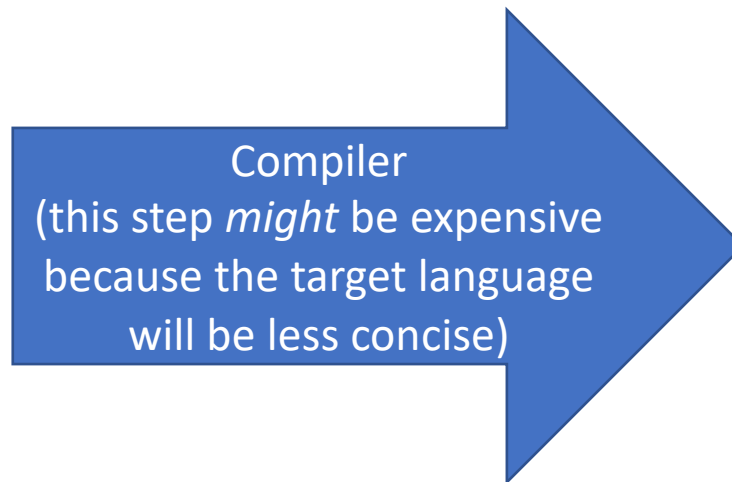 Compiler
(this step might be expensive
because the target language
will be less concise)